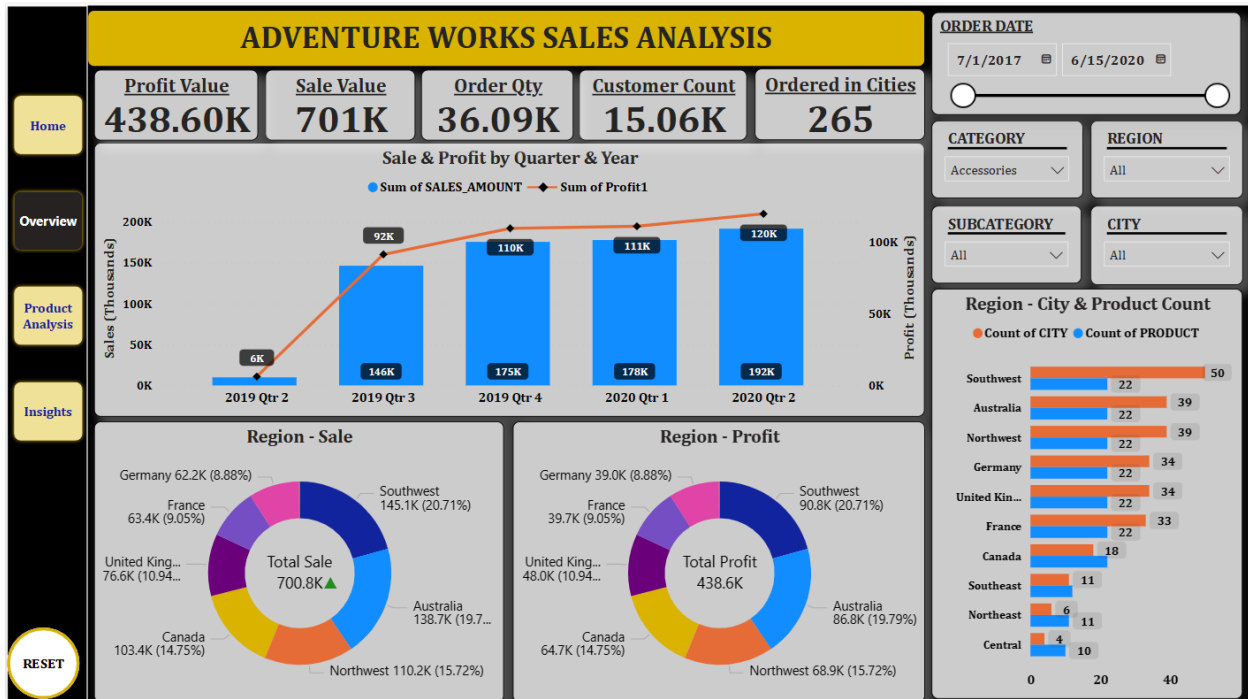 ADVENTURE WORKS SALES ANALYSIS
Home
Overview
Product
Analysis
Insights
RESET
Profit Value
438.60K
Sale Value
701K
Order Qty
36.09K
Customer Count
15.06K
Ordered in Cities
265
ORDER DATE
7/1/2017
6/15/2020
CATEGORY
Accessories
REGION
All
SUBCATEGORY
All
CITY
All
Sale & Profit by Quarter & Year
Sum of SALES_AMOUNT
Sum of Profit1
Sales (Thousands)
200K
150K
100K
50K
0K
6K
92K
110K
111K
120K
146K
175K
178K
192K
100K
50K
0K
Profit (Thousands)
2019 Qtr 2
2019 Qtr 3
2019 Qtr 4
2020 Qtr 1
2020 Qtr 2
Region - Sale
Germany 62.2K (8.88%)
France
63.4K (9.05%)
United King...
76.6K (10.94...
Canada
103.4K (14.75%)
Southwest
145.1K (20.71%)
Australia
138.7K (19.7...
Northwest 110.2K (15.72%)
Total Sale
700.8K
Region - Profit
Germany 39.0K (8.88%)
France
39.7K (9.05%)
United King...
48.0K (10.94...
Canada
64.7K (14.75%)
Southwest
90.8K (20.71%)
Australia
86.8K (19.79%)
Northwest 68.9K (15.72%)
Total Profit
438.6K
Region - City & Product Count
Count of CITY
Count of PRODUCT
Southwest
50
22
Australia
39
22
Northwest
39
22
Germany
34
22
United Kin...
34
22
France
33
22
Canada
18
Southeast
11
Northeast
6
11
Central
4
10
0
20
40